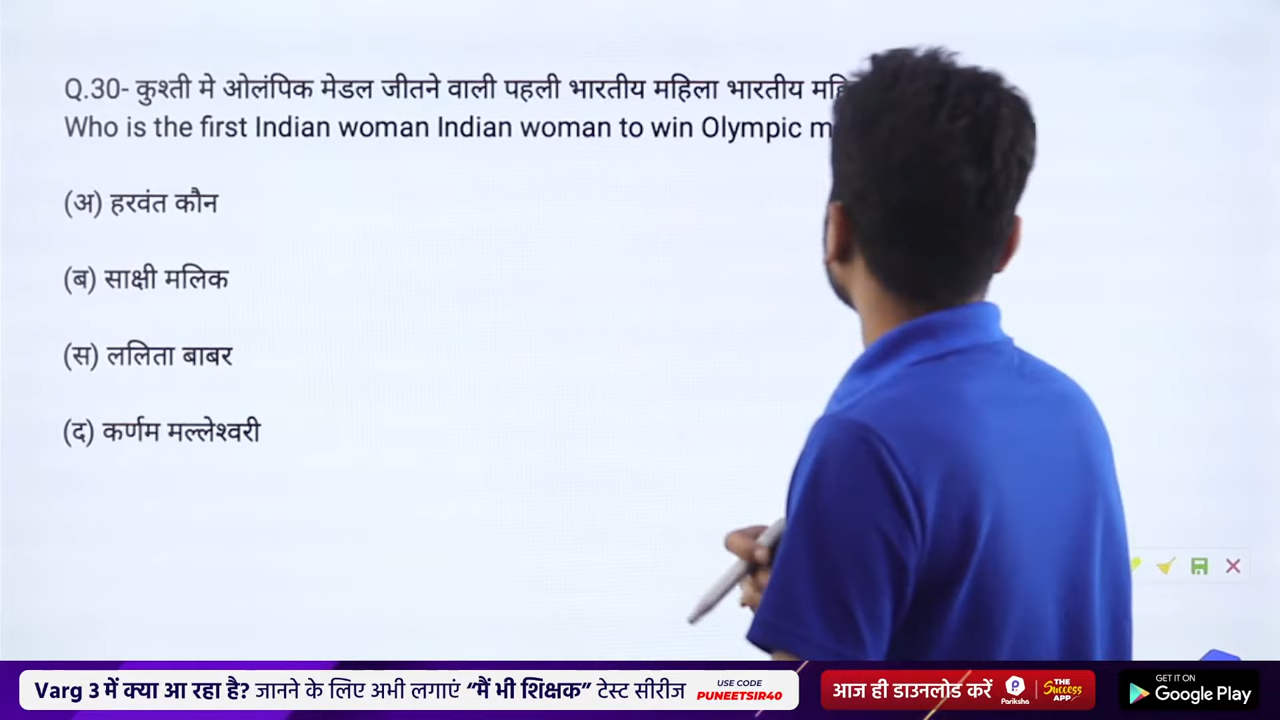 Q.30- कुश्ती मे ओलंपिक मेडल जीतने वाली पहली भारतीय महिला भारतीय
Who is the first Indian woman Indian woman to win Olympic
(अ) हरवंत कौन
(ब) साक्षी मलिक
(स) ललिता बाबर
(द) कर्णम मल्लेश्वरी
Varg 3 में क्या आ रहा है? जानने के लिए अभी लगाएं “मैं भी शिक्षक” टेस्ट सीरीज
USE CODE
PUNEETSIR40
आज ही डाउनलोड करें
Pariksha
THE Success APP
GET IT ON
Google Play